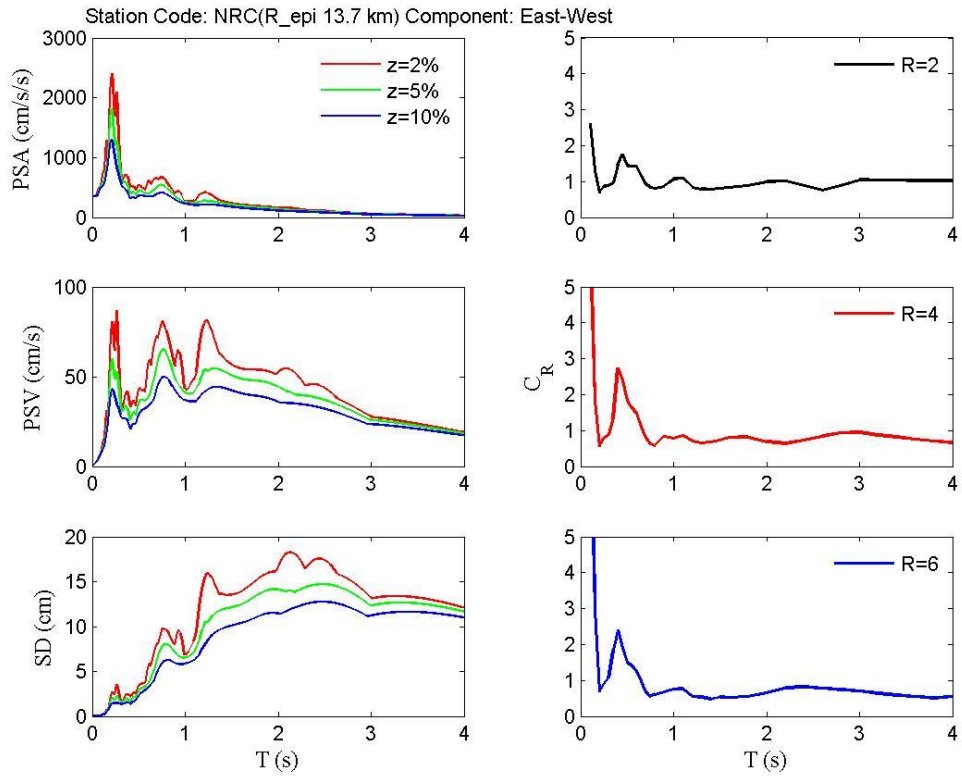 Station Code: NRC(R_epi 13.7 km) Component: East-West
PSA (cm/s/s)
3000
2000
1000
0
0 1 2 3 4
z=2%
z=5%
z=10%
5
4
3
2
1
0
0 1 2 3 4
R=2
PSV (cm/s)
100
50
0
0 1 2 3 4
C_R
5
4
3
2
1
0
0 1 2 3 4
R=4
SD (cm)
20
15
10
5
0
0 1 2 3 4
T (s)
5
4
3
2
1
0
0 1 2 3 4
R=6
T (s)